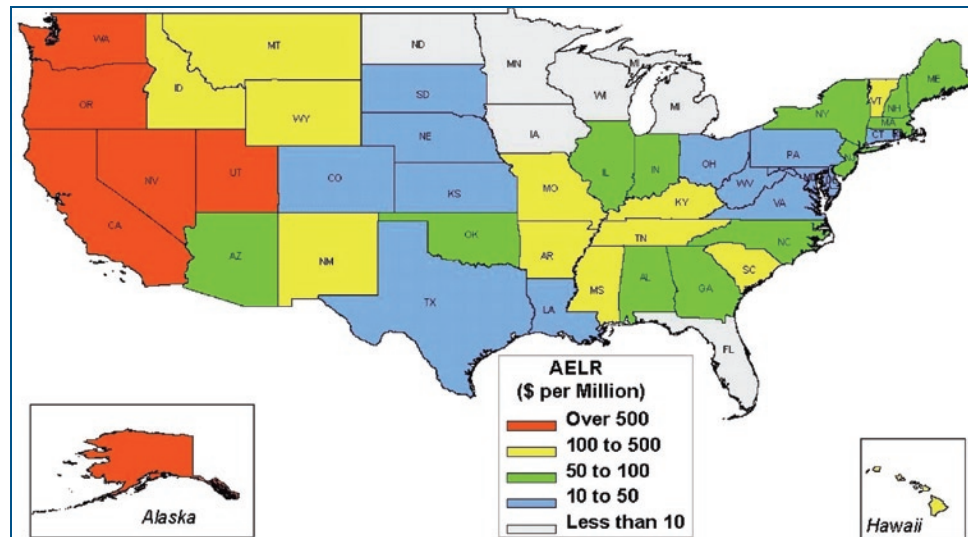 WA
MT
ND
MN
MI
ME
OR
ID
WY
SD
WI
MI
NY
VT
NH
MA
CT
NV
UT
CO
NE
IA
IL
IN
OH
PA
NJ
WV
VA
CA
KS
MO
KY
AZ
NM
OK
AR
TN
NC
SC
TX
LA
MS
AL
GA
FL
AELR
($ per Million)
Over 500
100 to 500
50 to 100
10 to 50
Less than 10
Alaska
Hawaii